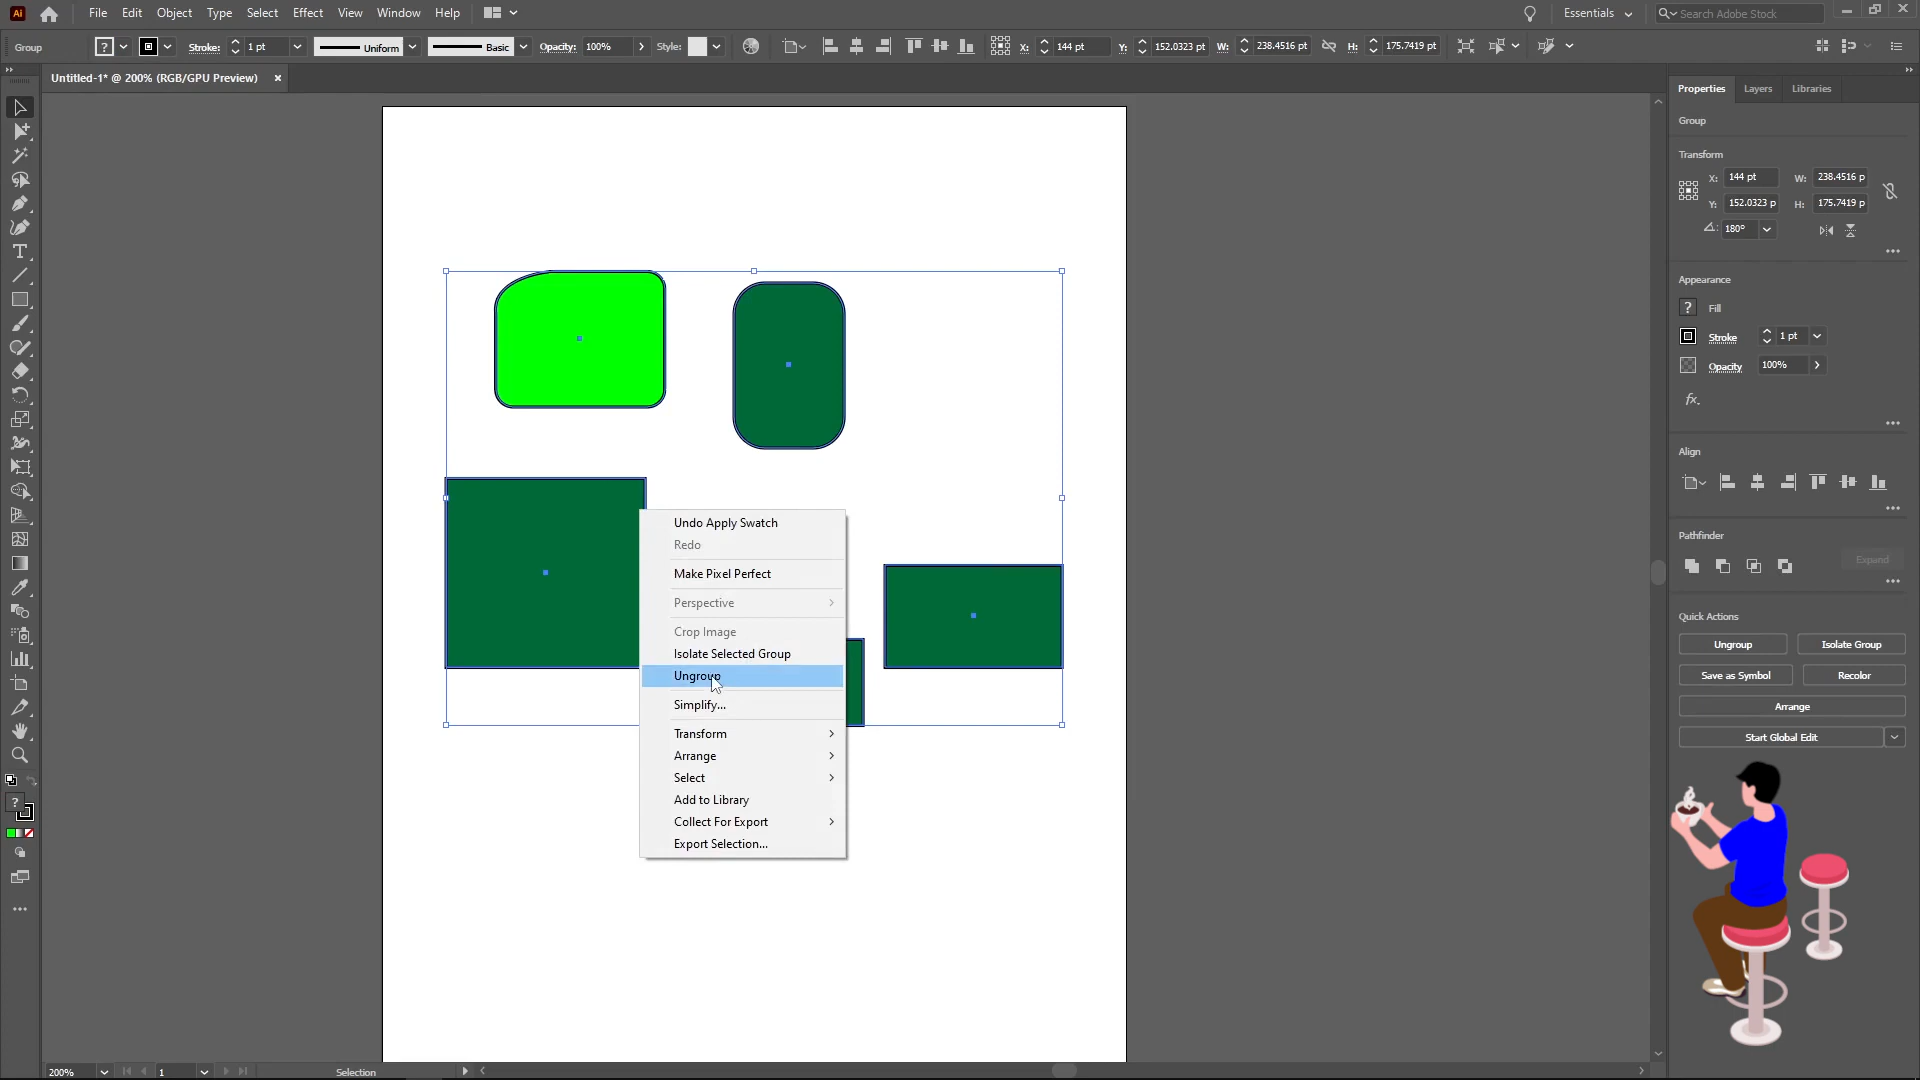 Ai File Edit Object Type Select Effect View Window Help Essentials Search Adobe Stock
Group ? Stroke: 1 pt Uniform Basic Opacity: 100% Style: X: 144 pt Y: 152.0323 pt W: 238.4516 pt H: 175.7419 pt
Untitled-1* @ 200% (RGB/GPU Preview) ×
Properties Layers Libraries
Group
Transform
X: 144 pt W: 238.4516 p
Y: 152.0323 p H: 175.7419 p
180°
Appearance
? Fill
Stroke 1 pt
Opacity 100%
fx.
Align
Pathfinder
Expand
Quick Actions
Ungroup Isolate Group
Save as Symbol Recolor
Arrange
Start Global Edit
Undo Apply Swatch
Redo
Make Pixel Perfect
Perspective
Crop Image
Isolate Selected Group
Ungroup
Simplify...
Transform
Arrange
Select
Add to Library
Collect For Export
Export Selection...
?
200% 1 Selection